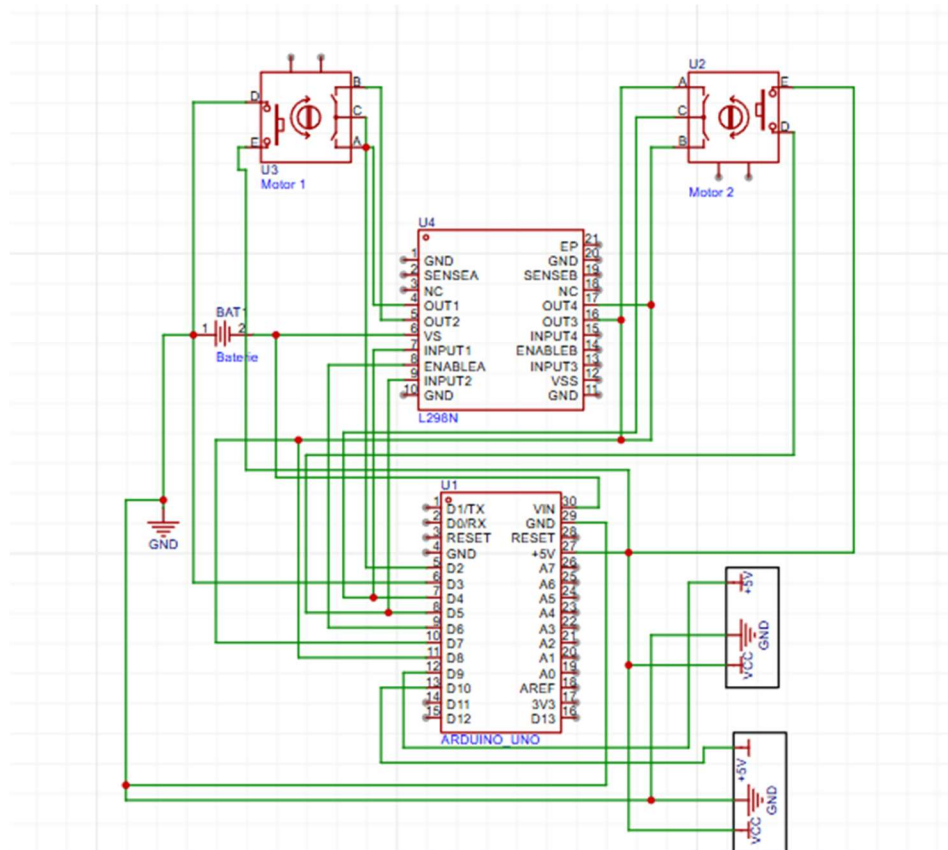 U2
B
D
C
E
A
U3
Motor 1
A
E
C
D
B
Motor 2
U4
1 GND
2 SENSEA
3 NC
4 OUT1
5 OUT2
6 VS
7 INPUT1
8 ENABLEA
9 INPUT2
10 GND
EP 21
GND 20
SENSEB 19
NC 18
OUT4 17
OUT3 16
INPUT4 15
ENABLEB 14
INPUT3 13
VSS 12
GND 11
L298N
BAT1
1 2
Baterie
GND
U1
1 D1/TX
2 D0/RX
3 RESET
4 GND
5 D2
6 D3
7 D4
8 D5
9 D6
10 D7
11 D8
12 D9
13 D10
14 D11
15 D12
VIN 30
GND 29
RESET 28
+5V 27
A7 26
A6 25
A5 24
A4 23
A3 22
A2 21
A1 20
A0 19
AREF 18
3V3 17
D13 16
ARDUINO_UNO
+5V
GND
VCC
+5V
GND
VCC